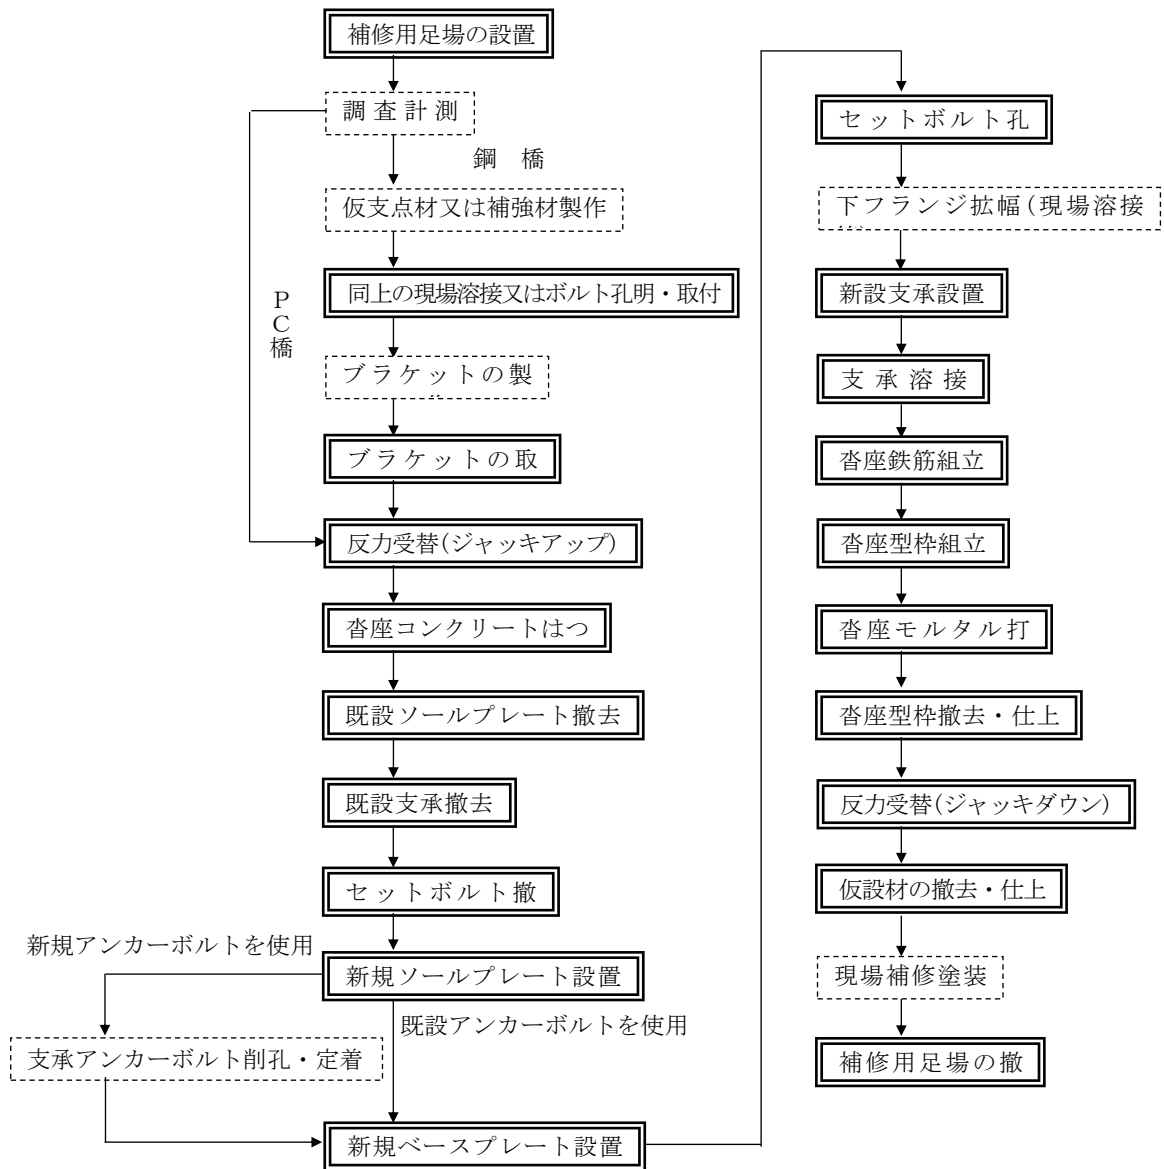 補修用足場の設置
調査計測
鋼　橋
仮支点材又は補強材製作
同上の現場溶接又はボルト孔明・取付
PC橋
ブラケットの製
ブラケットの取
反力受替(ジャッキアップ)
沓座コンクリートはつ
既設ソールプレート撤去
既設支承撤去
セットボルト撤
新規アンカーボルトを使用
新規ソールプレート設置
既設アンカーボルトを使用
支承アンカーボルト削孔・定着
新規ベースプレート設置
セットボルト孔
下フランジ拡幅(現場溶接
新設支承設置
支承溶接
沓座鉄筋組立
沓座型枠組立
沓座モルタル打
沓座型枠撤去・仕上
反力受替(ジャッキダウン)
仮設材の撤去・仕上
現場補修塗装
補修用足場の撤